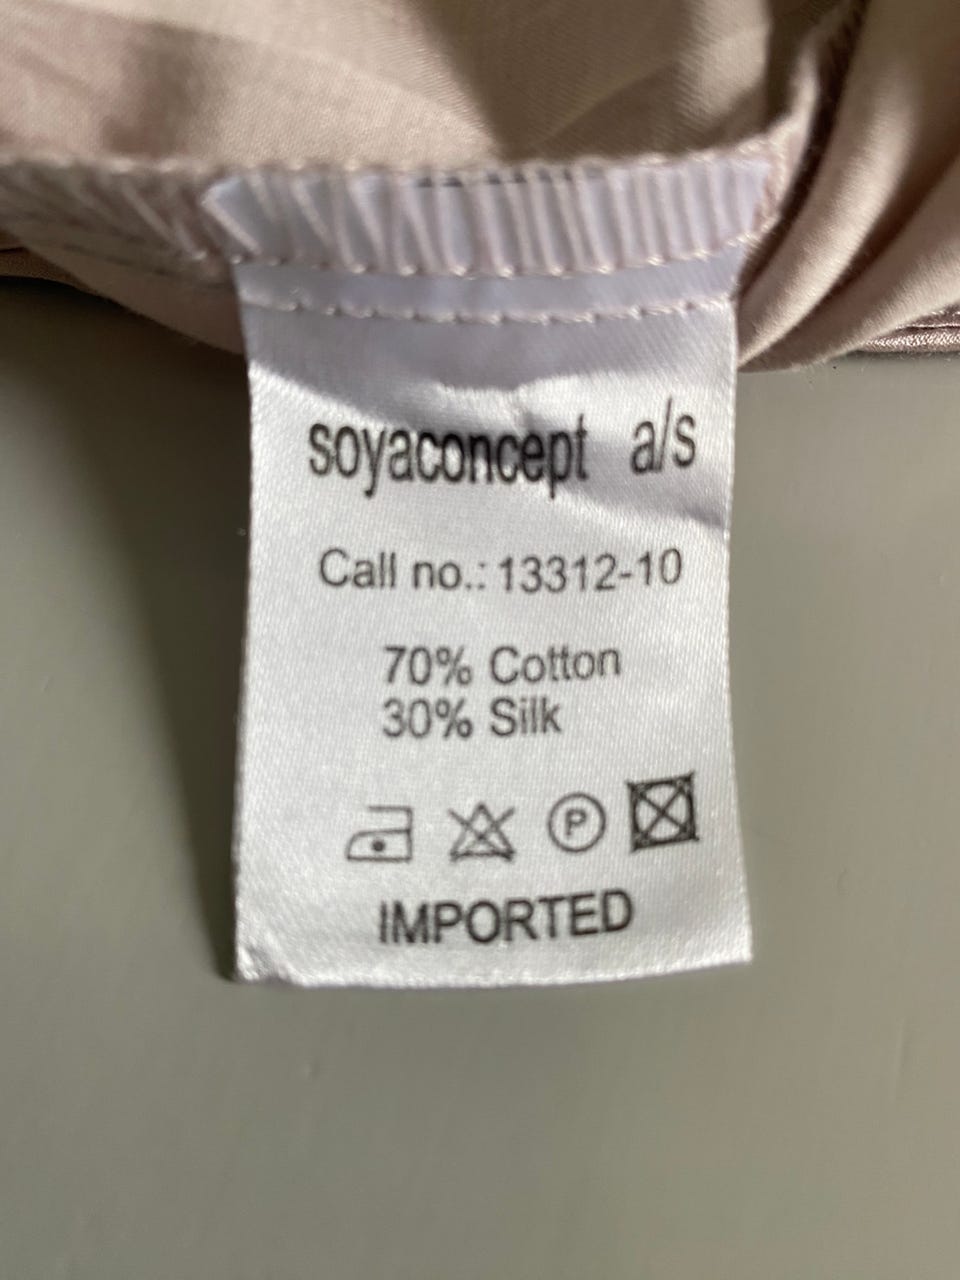 soyaconcept a/s
Call no.: 13312-10
70% Cotton
30% Silk
P
IMPORTED